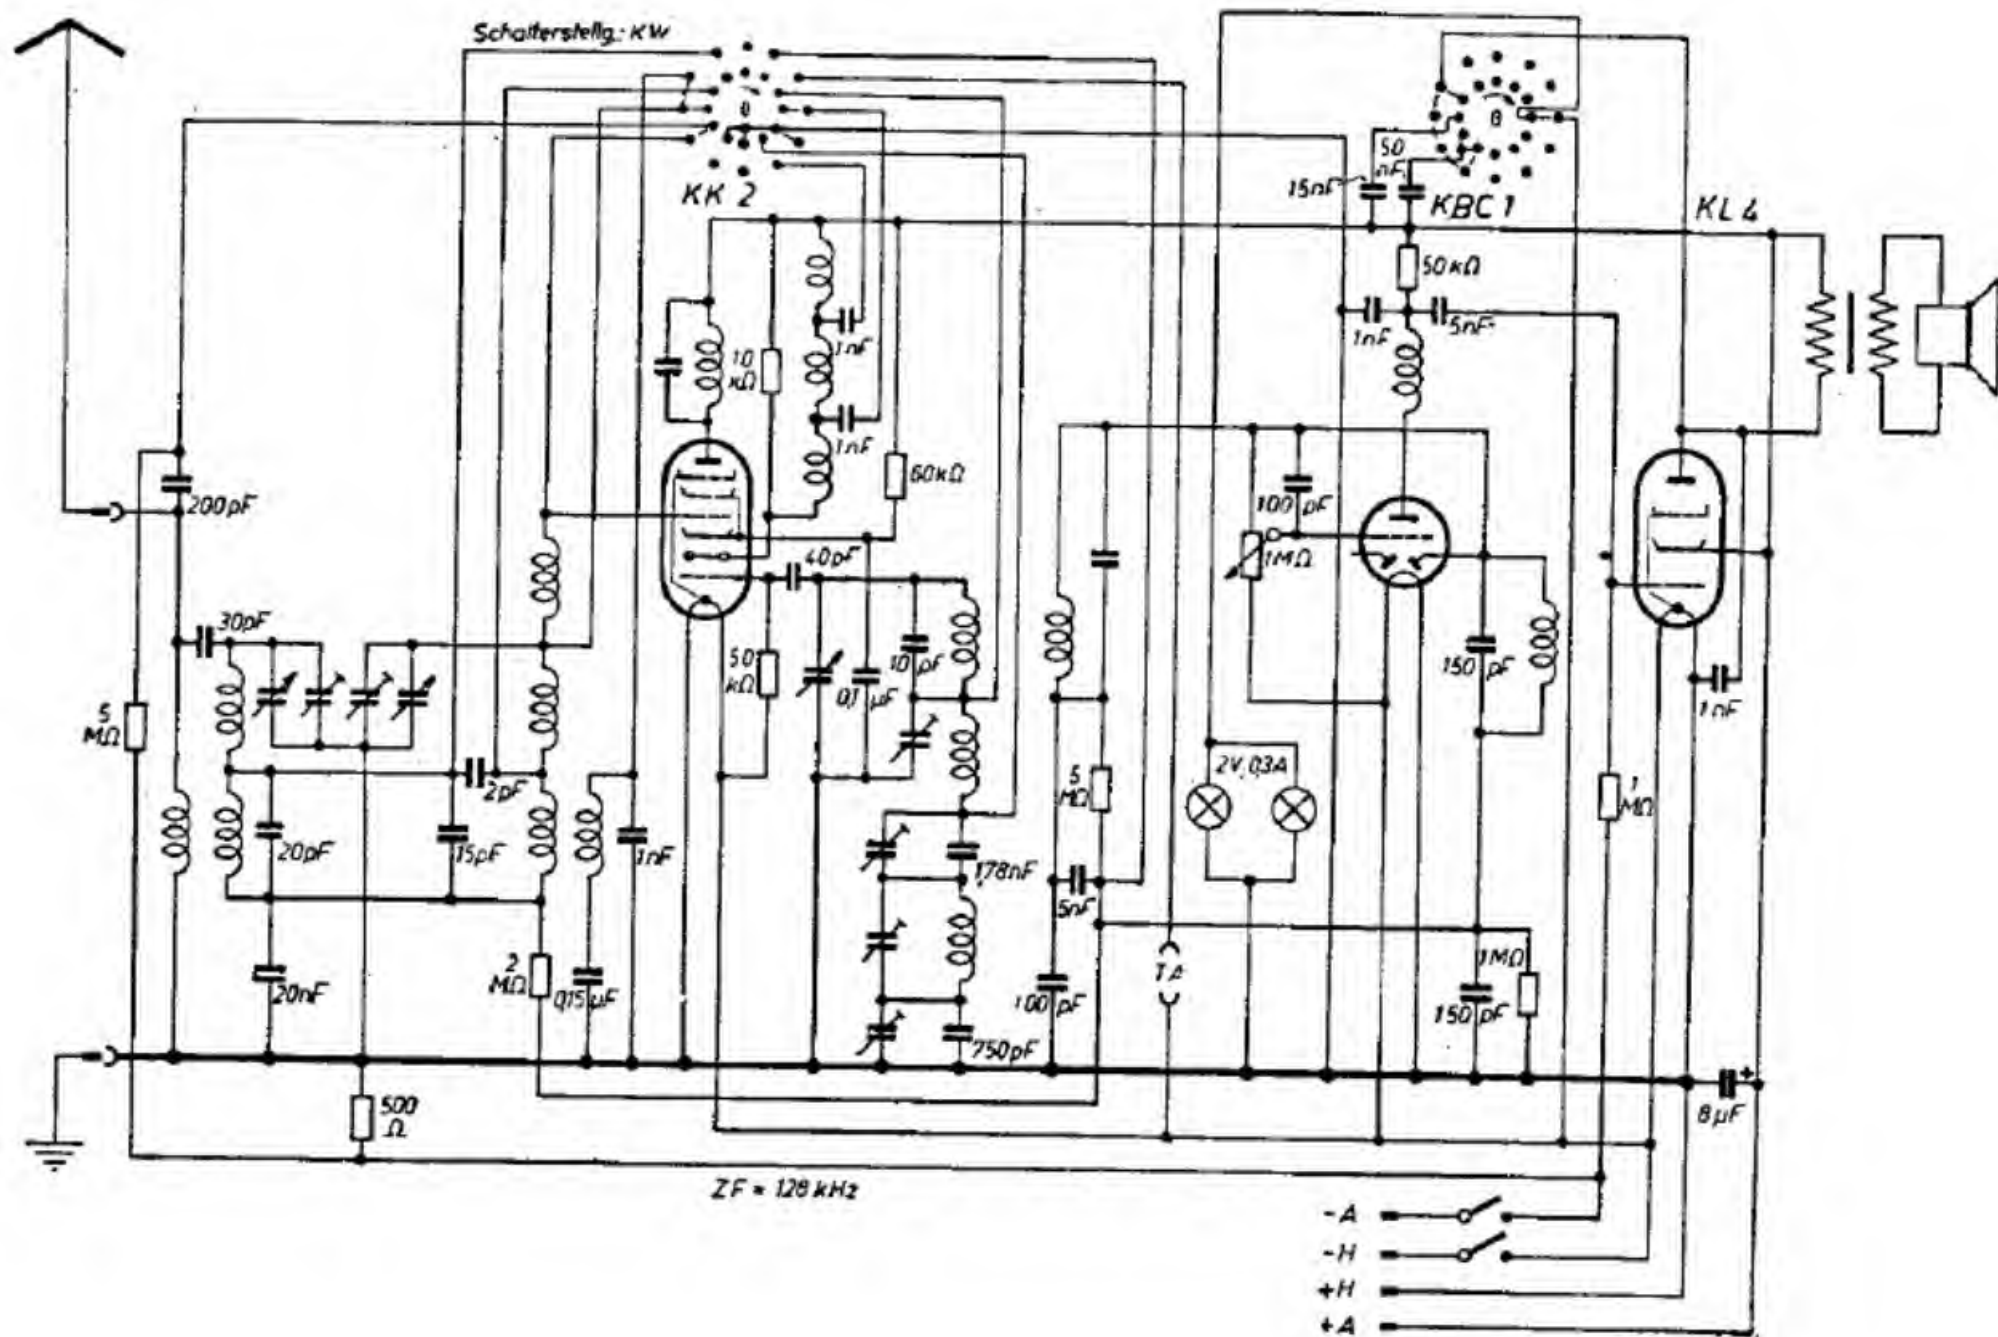 Schalterstellg.: KW
KK 2
KBC 1
KL 4
15nF
50
nF
50kΩ
1nF
5nF
10
kΩ
1nF
1nF
60kΩ
200pF
40pF
100
pF
1MΩ
30pF
50
kΩ
10 pF
0,1
µF
150
pF
1nF
5
MΩ
2V, 0,3A
5
MΩ
1
MΩ
2pF
20pF
15pF
1nF
178nF
5nF
2
MΩ
TA
1MΩ
20nF
0,15 µF
100 pF
150 pF
750pF
500
Ω
8µF
+
ZF = 128 kHz
-A
-H
+H
+A